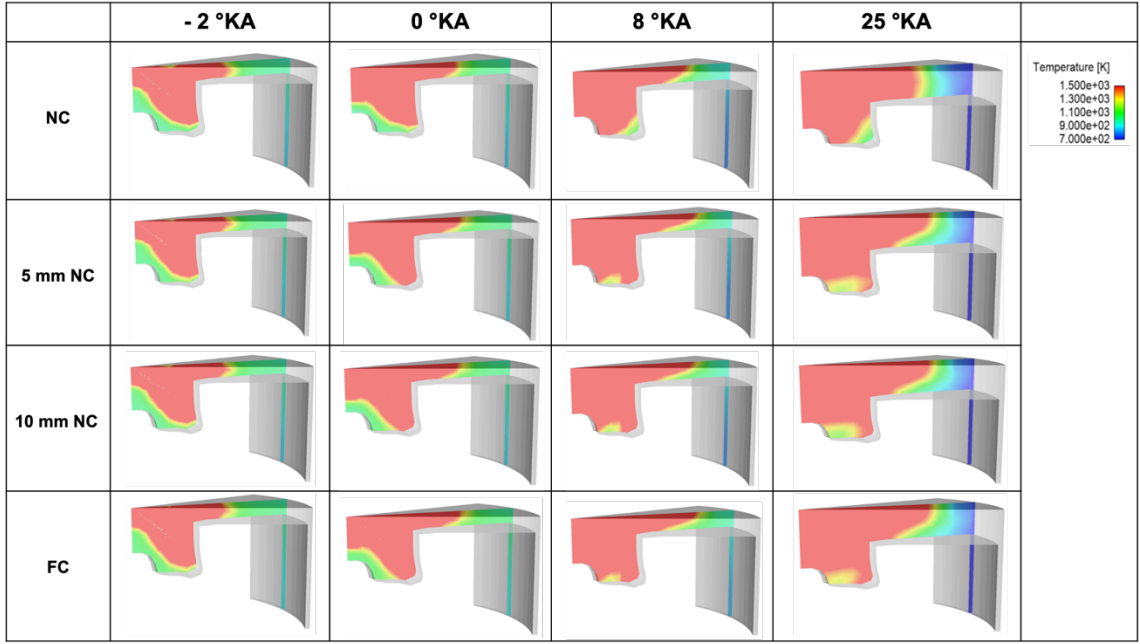 - 2 °KA
0 °KA
8 °KA
25 °KA
NC
Temperature [K]
1.500e+03
1.300e+03
1.100e+03
9.000e+02
7.000e+02
5 mm NC
10 mm NC
FC